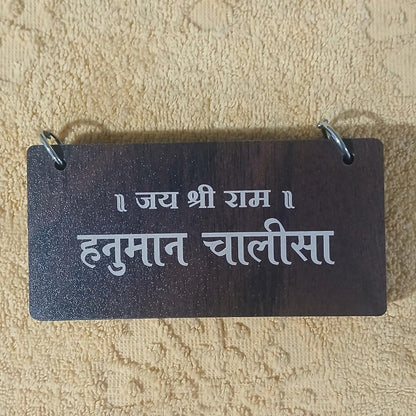 ॥ जय श्री राम ॥
हनुमान चालीसा